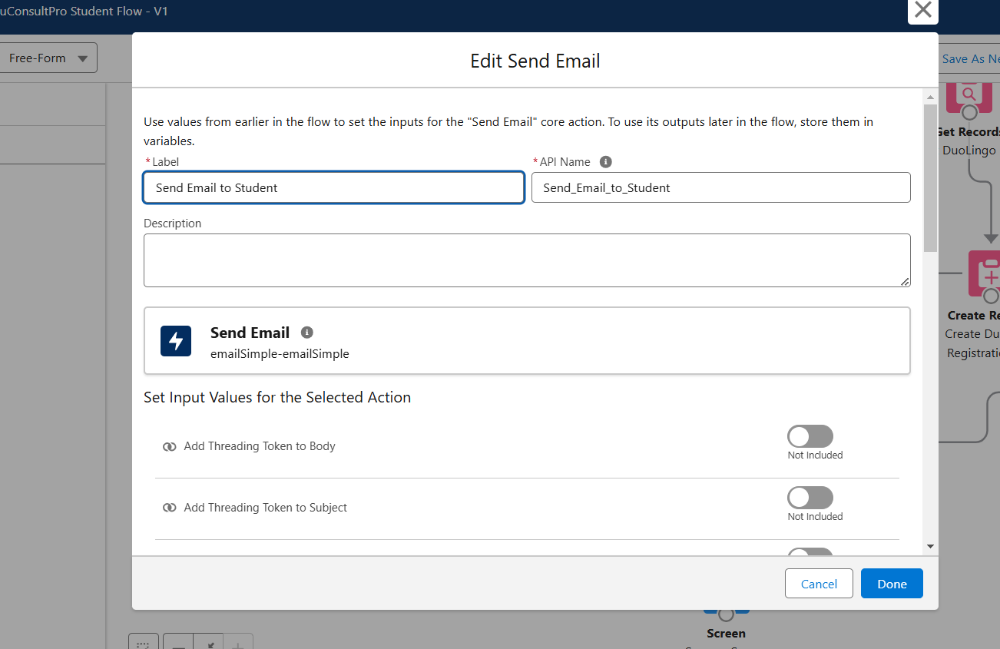 uConsultPro Student Flow - V1
Free-Form
Save As Ne
Edit Send Email
Use values from earlier in the flow to set the inputs for the "Send Email" core action. To use its outputs later in the flow, store them in
variables.
* Label
* API Name
Send Email to Student
Send_Email_to_Student
Description
Send Email
emailSimple-emailSimple
Set Input Values for the Selected Action
Add Threading Token to Body
Not Included
Add Threading Token to Subject
Not Included
Cancel
Done
Get Records
DuoLingo
Create Re
Create Du
Registrati
Screen